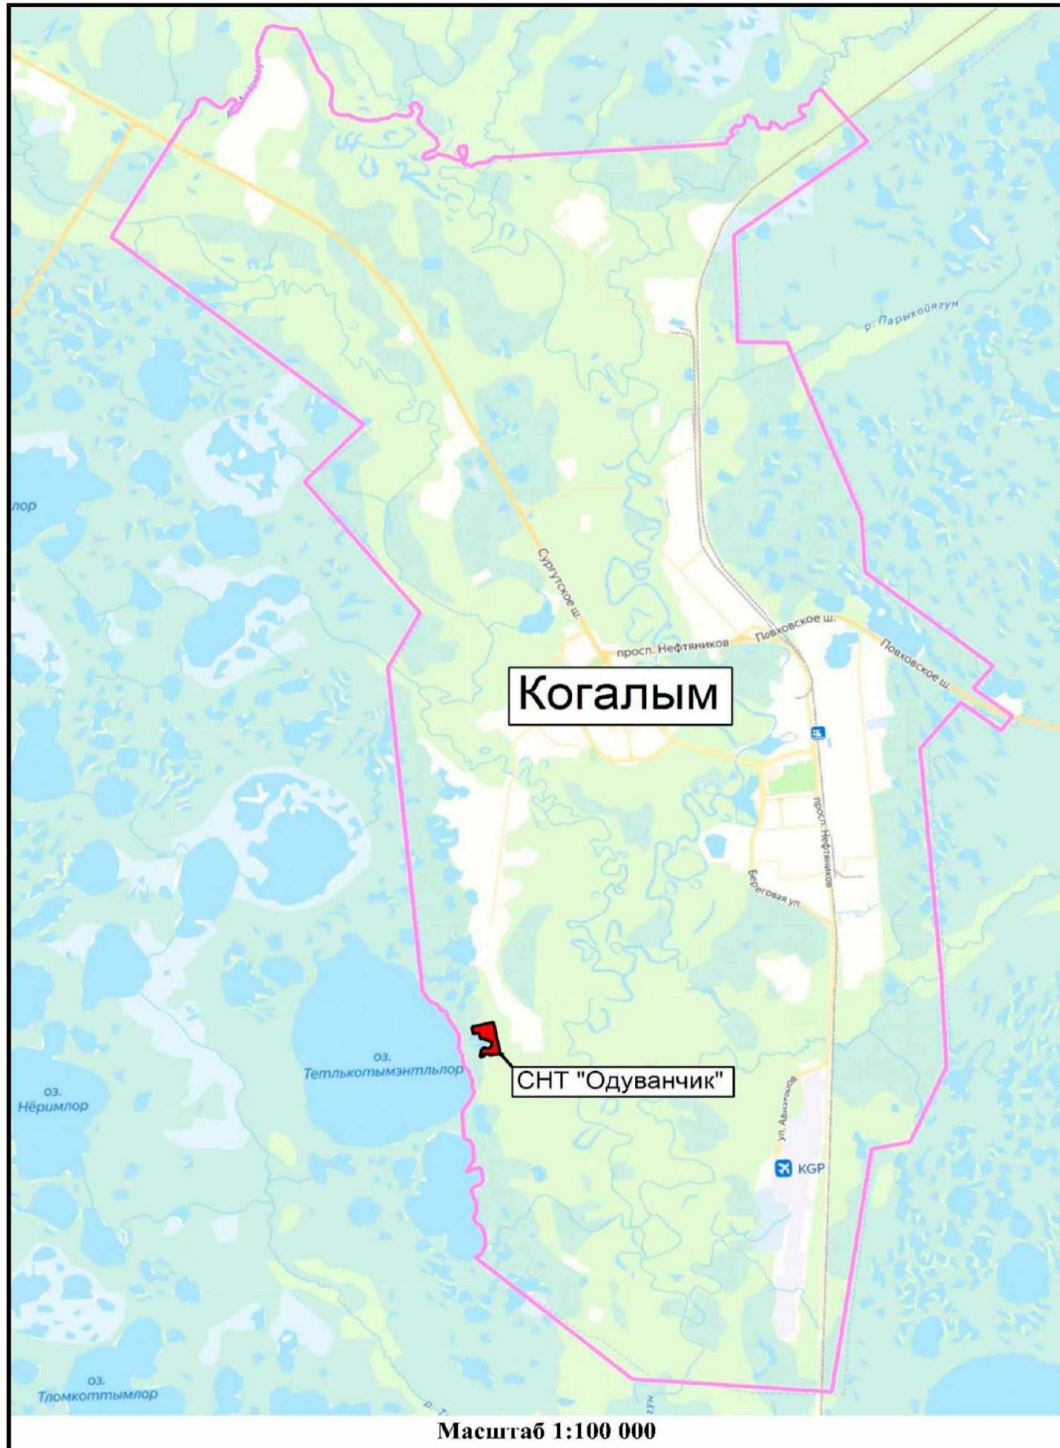 р. Парыкойягун
лор
Сургутское ш.
просп. Нефтяников
Повховское ш.
Повховское ш.
Когалым
просп. Нефтяников
Береговая ул.
оз.
Тетлькотымэнтльлор
оз.
Нёримлор
СНТ "Одуванчик"
ул. Авиаторов
KGP
оз.
Тломкоттымлор
Масштаб 1:100 000